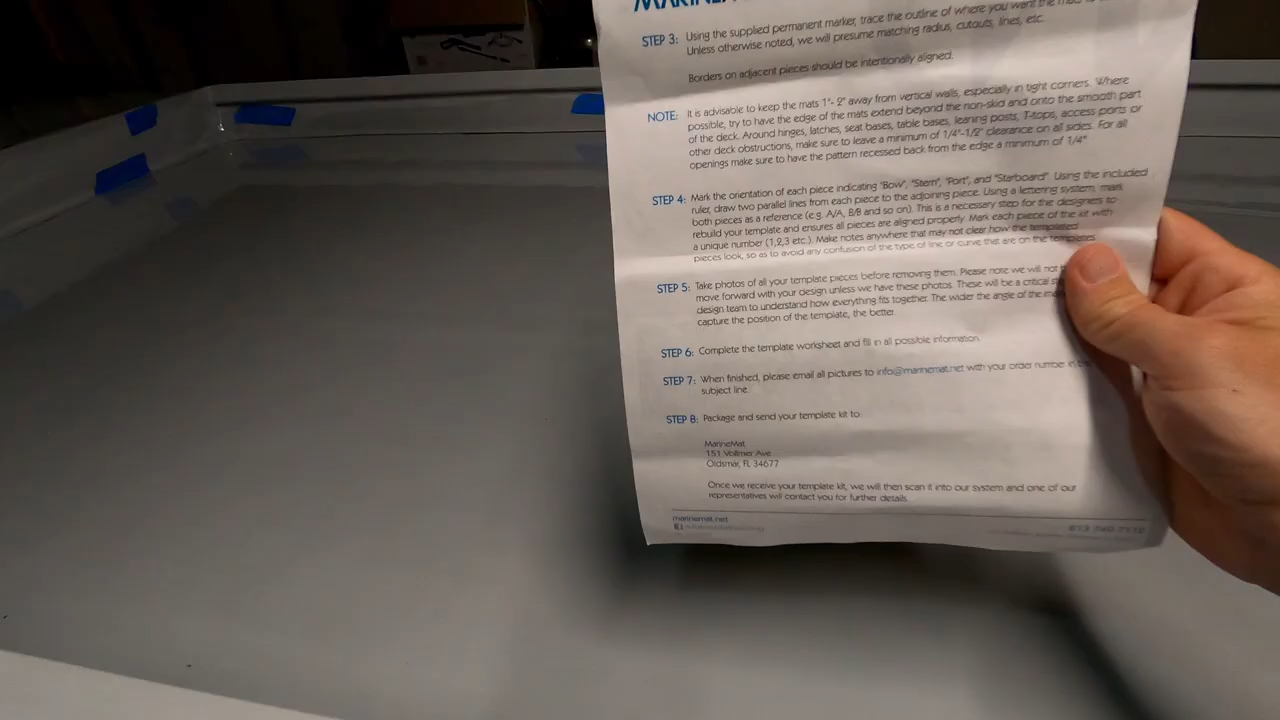 STEP 3: Using the supplied permanent marker, trace the outline of where you want the
Unless otherwise noted, we will presume matching radius, cutouts, lines, etc.
Borders on adjacent pieces should be intentionally aligned.
NOTE: It is advisable to keep the mats 1"- 2" away from vertical walls, especially in tight corners. Where
possible, try to have the edge of the mats extend beyond the non-skid and onto the smooth part
of the deck. Around hinges, latches, seat bases, table bases, leaning posts, T-tops, access ports or
other deck obstructions, make sure to leave a minimum of 1/4"-1/2" clearance on all sides. For all
openings make sure to have the pattern recessed back from the edge a minimum of 1/4"
STEP 4: Mark the orientation of each piece indicating "Bow", "Stern", "Port", and "Starboard". Using the included
ruler, draw two parallel lines from each piece to the adjoining piece. Using a lettering system, mark
both pieces as a reference (e.g. A/A, B/B and so on). This is a necessary step for the designers to
rebuild your template and ensures all pieces are aligned properly. Mark each piece of the kit with
a unique number (1,2,3 etc.). Make notes anywhere that may not clear how the templated
pieces look, so as to avoid any confusion of the type of line or curve that are on the templates.
STEP 5: Take photos of all your template pieces before removing them. Please note we will not
move forward with your design unless we have these photos. These will be a critical
design team to understand how everything fits together. The wider the angle of the
capture the position of the template, the better.
STEP 6: Complete the template worksheet and fill in all possible information.
STEP 7: When finished, please email all pictures to info@marinemat.net with your order number in
subject line.
STEP 8: Package and send your template kit to:
MarineMat
151 Vollmer Ave
Oldsmar, FL 34677
Once we receive your template kit, we will then scan it into our system and one of our
representatives will contact you for further details.
marinemat.net